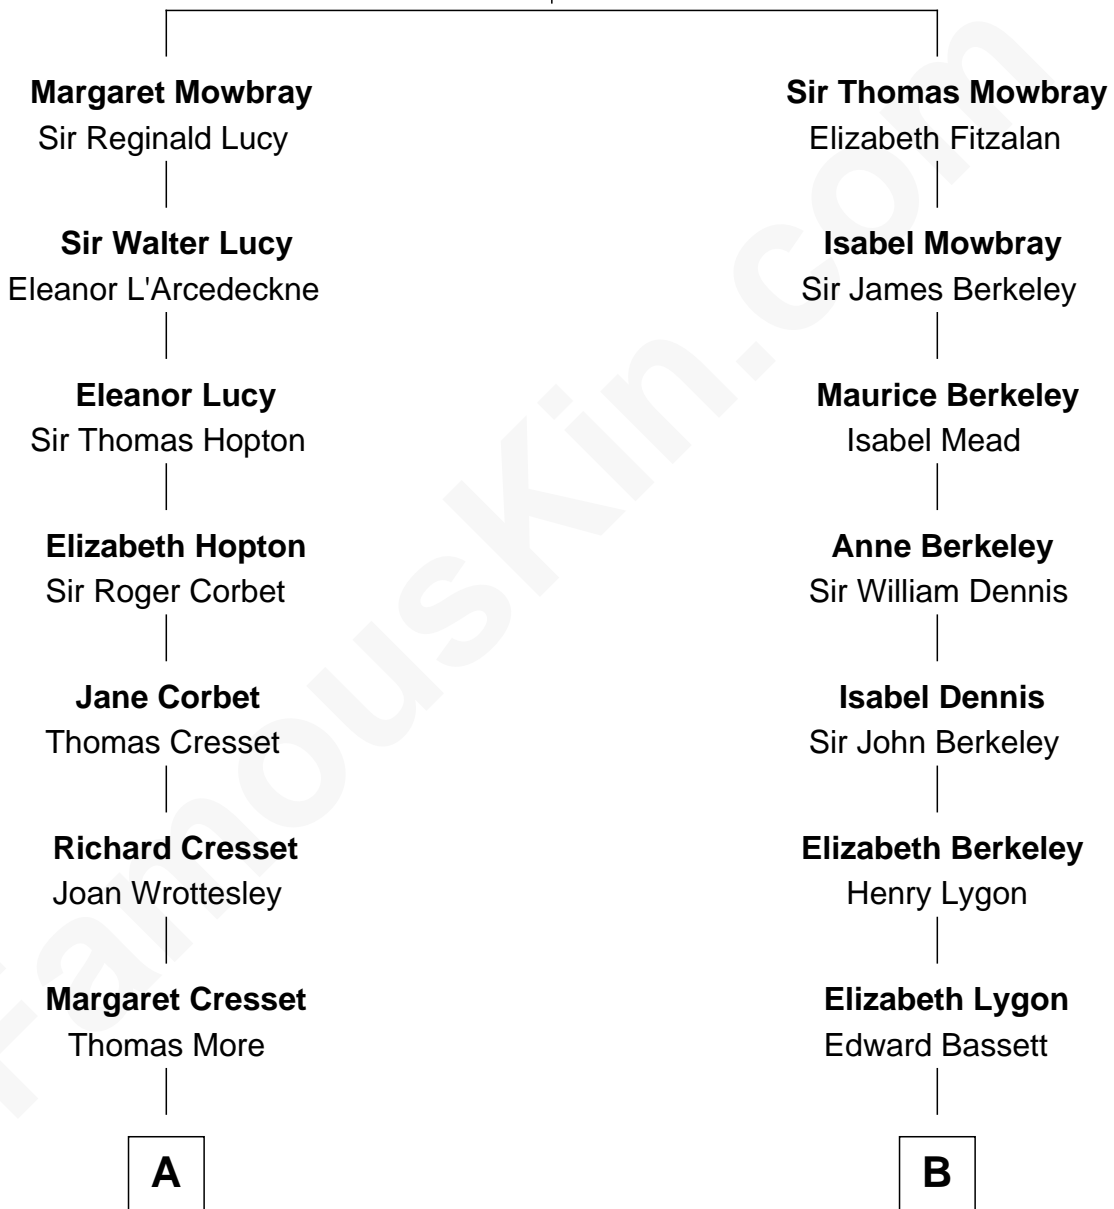 Margaret Mowbray
Sir Reginald Lucy
Sir Thomas Mowbray
Elizabeth Fitzalan
Sir Walter Lucy
Eleanor L'Arcedeckne
Isabel Mowbray
Sir James Berkeley
Eleanor Lucy
Sir Thomas Hopton
Maurice Berkeley
Isabel Mead
Elizabeth Hopton
Sir Roger Corbet
Anne Berkeley
Sir William Dennis
Jane Corbet
Thomas Cresset
Isabel Dennis
Sir John Berkeley
Richard Cresset
Joan Wrottesley
Elizabeth Berkeley
Henry Lygon
Margaret Cresset
Thomas More
Elizabeth Lygon
Edward Bassett
A
B
FamousKin.com